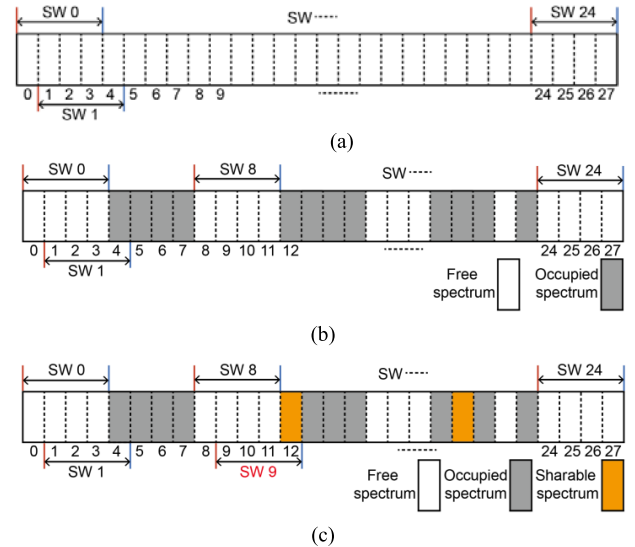 SW 0 SW ----- SW 24
0 1 2 3 4 5 6 7 8 9 ------- 24 25 26 27
SW 1
(a)
SW 0 SW 8 SW ----- SW 24
0 1 2 3 4 5 6 7 8 9 10 11 12 ------- 24 25 26 27
SW 1
Free spectrum
Occupied spectrum
(b)
SW 0 SW 8 SW ----- SW 24
0 1 2 3 4 5 6 7 8 9 10 11 12 ------- 24 25 26 27
SW 1 SW 9
Free spectrum
Occupied spectrum
Sharable spectrum
(c)